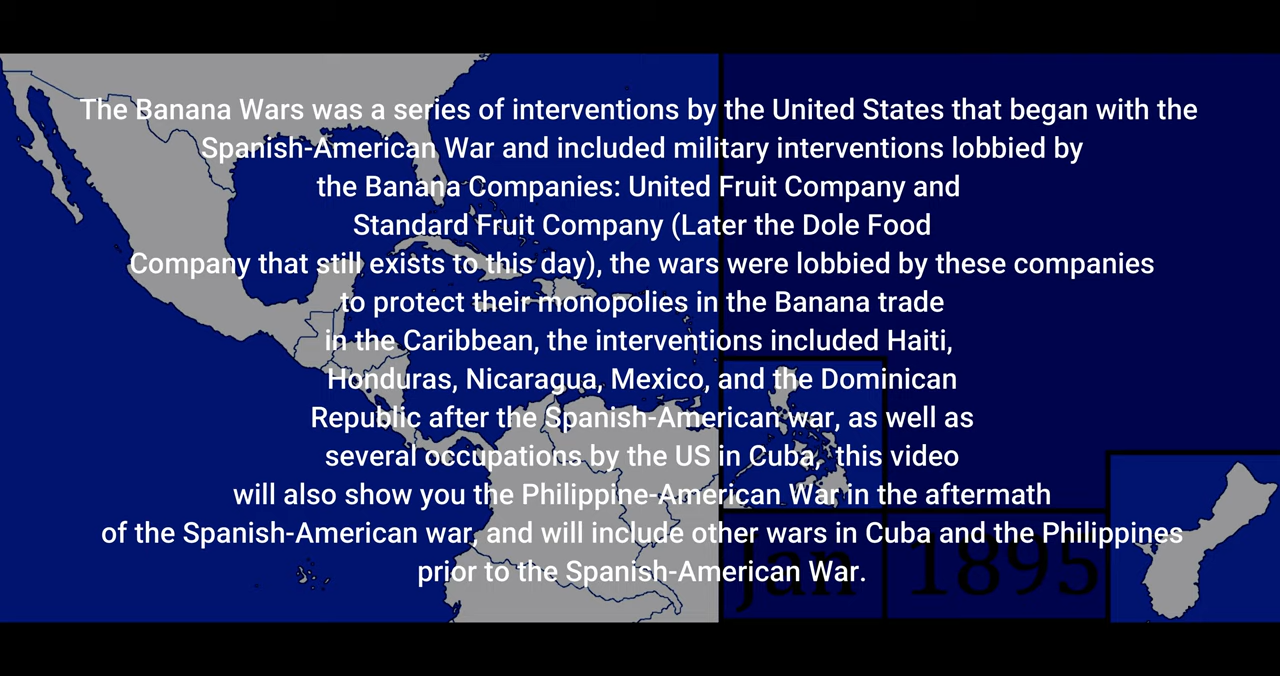 The Banana Wars was a series of interventions by the United States that began with the
Spanish-American War and included military interventions lobbied by
the Banana Companies: United Fruit Company and
Standard Fruit Company (Later the Dole Food
Company that still exists to this day), the wars were lobbied by these companies
to protect their monopolies in the Banana trade
in the Caribbean, the interventions included Haiti,
Honduras, Nicaragua, Mexico, and the Dominican
Republic after the Spanish-American war, as well as
several occupations by the US in Cuba,  this video
will also show you the Philippine-American War in the aftermath
of the Spanish-American war, and will include other wars in Cuba and the Philippines
prior to the Spanish-American War.
Jan 1895